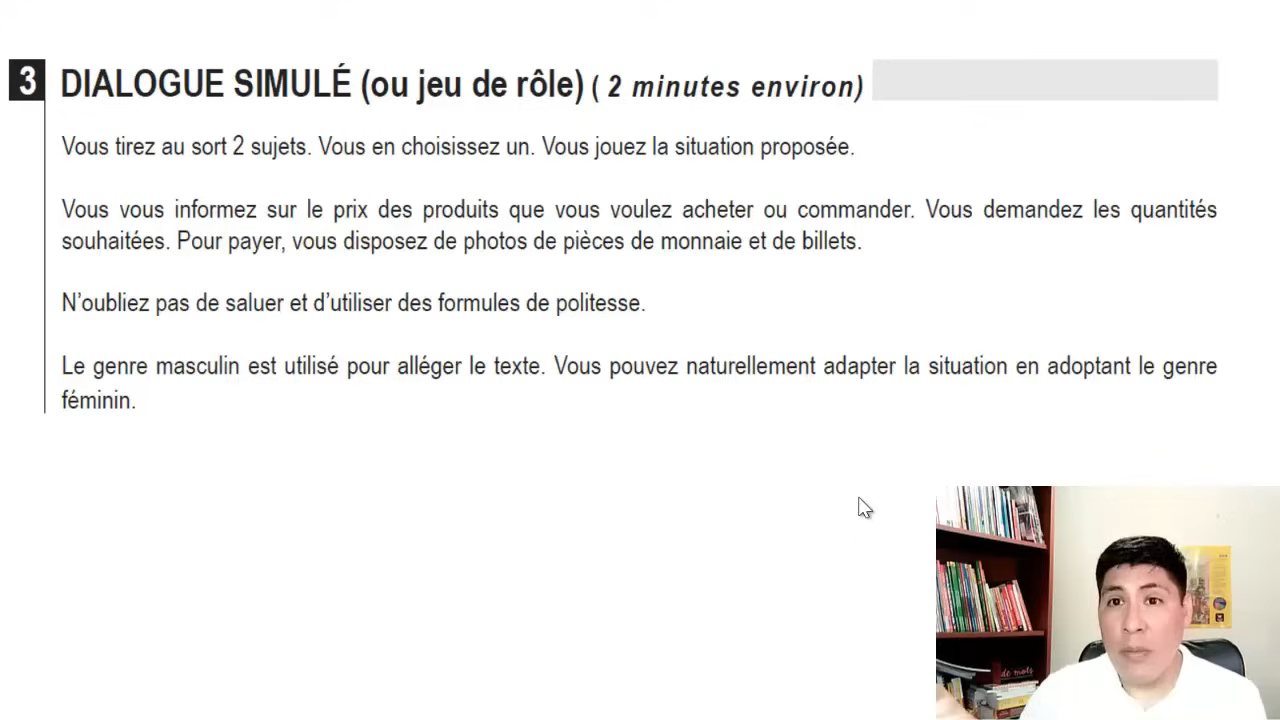 3 DIALOGUE SIMULÉ (ou jeu de rôle) ( 2 minutes environ)
Vous tirez au sort 2 sujets. Vous en choisissez un. Vous jouez la situation proposée.
Vous vous informez sur le prix des produits que vous voulez acheter ou commander. Vous demandez les quantités
souhaitées. Pour payer, vous disposez de photos de pièces de monnaie et de billets.
N'oubliez pas de saluer et d'utiliser des formules de politesse.
Le genre masculin est utilisé pour alléger le texte. Vous pouvez naturellement adapter la situation en adoptant le genre
féminin.
de mots